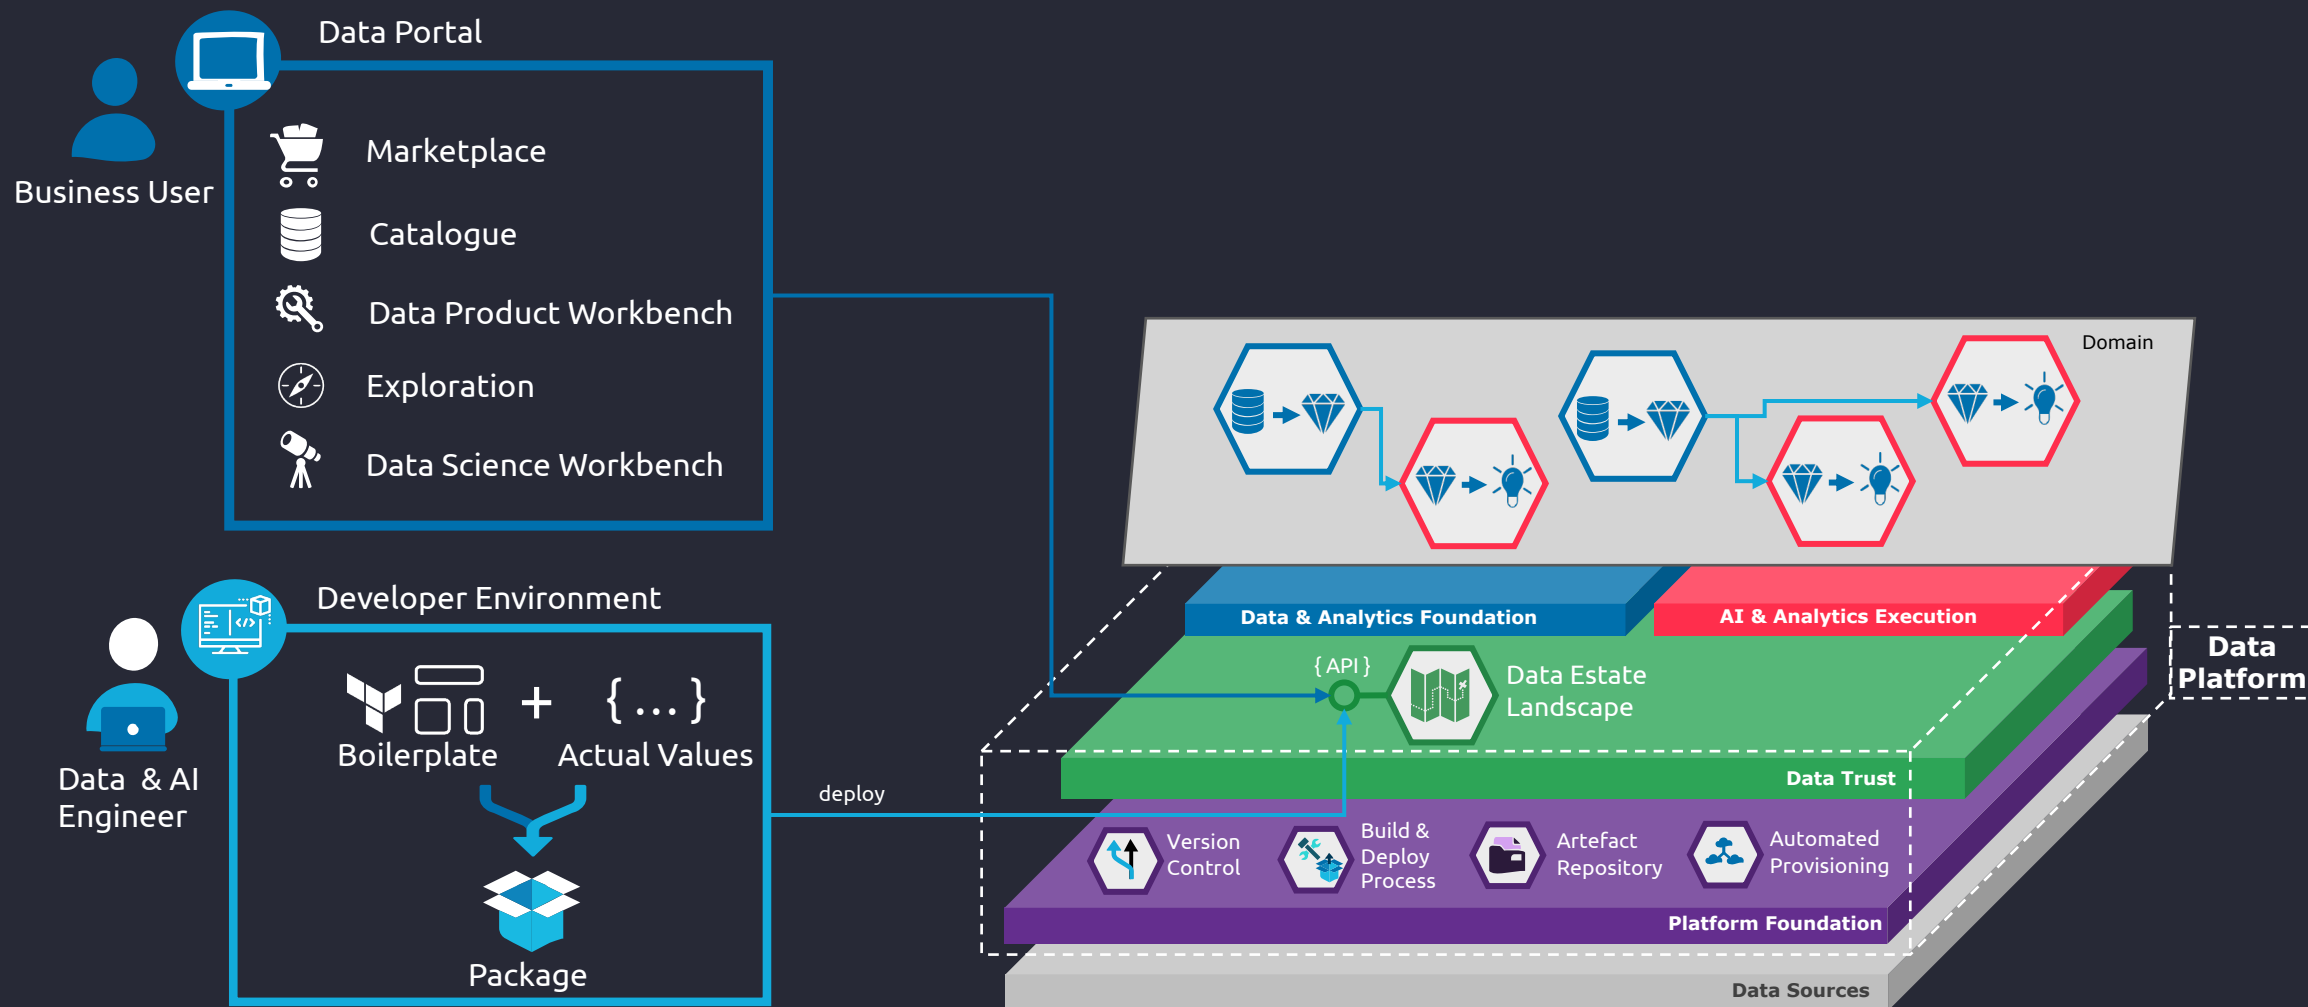 Data Portal
Business User
Marketplace
Catalogue
Data Product Workbench
Exploration
Data Science Workbench
Developer Environment
Data & AI
Engineer
Boilerplate
+
{ ... }
Actual Values
</>
Package
deploy
Domain
Data & Analytics Foundation
AI & Analytics Execution
{ API }
Data Estate
Landscape
Data Trust
Version
Control
Build &
Deploy
Process
Artefact
Repository
Automated
Provisioning
Platform Foundation
Data Sources
Data
Platform